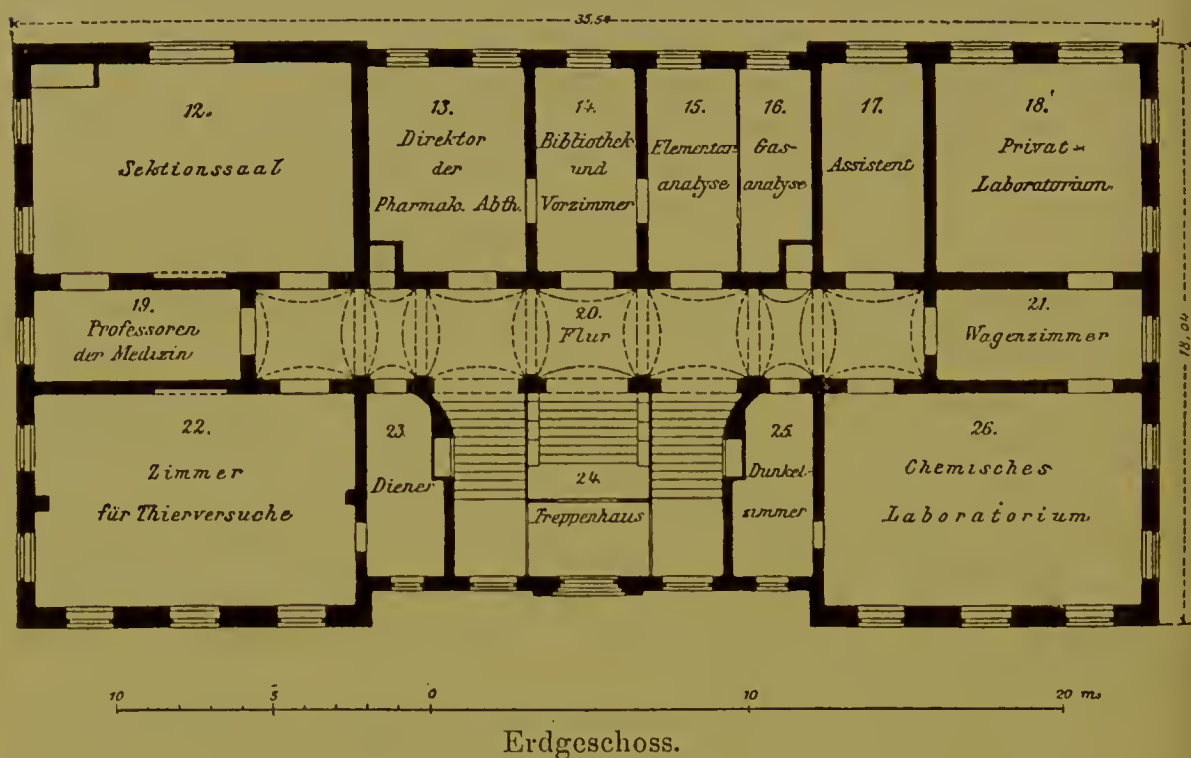 35.54
12.
Sektionssaal
13.
Direktor
der
Pharmak. Abth.
14.
Bibliothek
und
Vorzimmer
15.
Elementar-
analyse
16.
Gas-
analyse
17.
Assistent
18.
Privat-
Laboratorium.
19.
Professoren
der Medizin
20.
Flur
21.
Wagenzimmer
18.04
22.
Zimmer
für Thierversuche
23.
Diener
24.
Treppenhaus
25.
Dunkel-
zimmer
26.
Chemisches
Laboratorium
10 5 0 10 20 m.
Erdgeschoss.